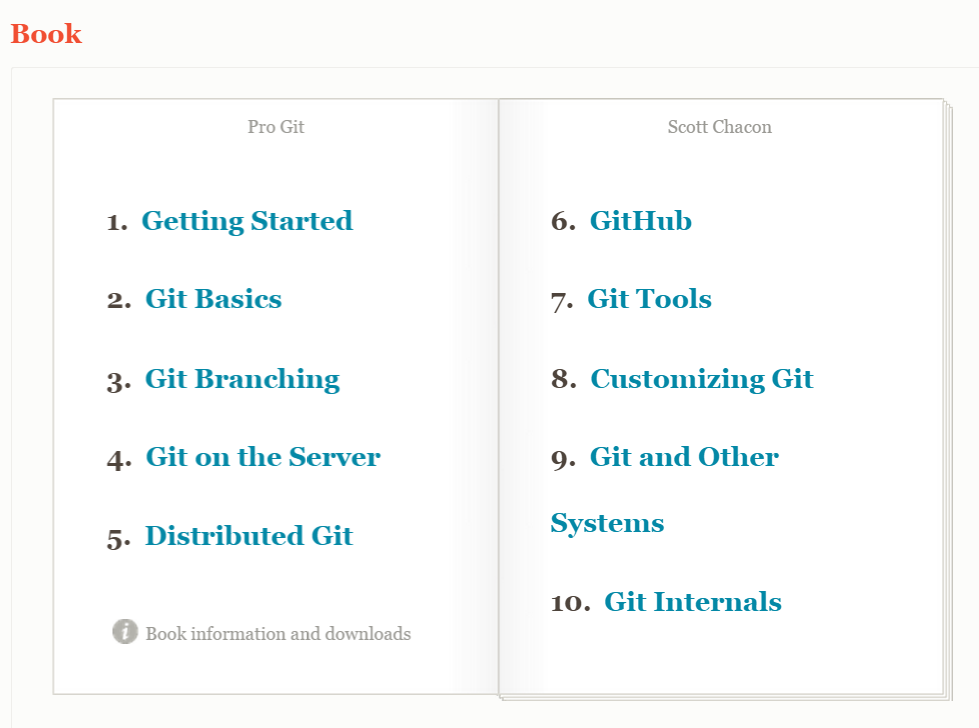 Book
Pro Git
1. Getting Started
2. Git Basics
3. Git Branching
4. Git on the Server
5. Distributed Git
Book information and downloads
Scott Chacon
6. GitHub
7. Git Tools
8. Customizing Git
9. Git and Other
Systems
10. Git Internals